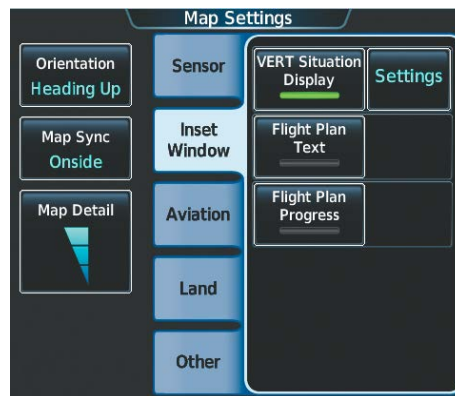 Map Settings
Orientation
Heading Up
Map Sync
Onside
Map Detail
Sensor
Inset
Window
Aviation
Land
Other
VERT Situation
Display
Settings
Flight Plan
Text
Flight Plan
Progress